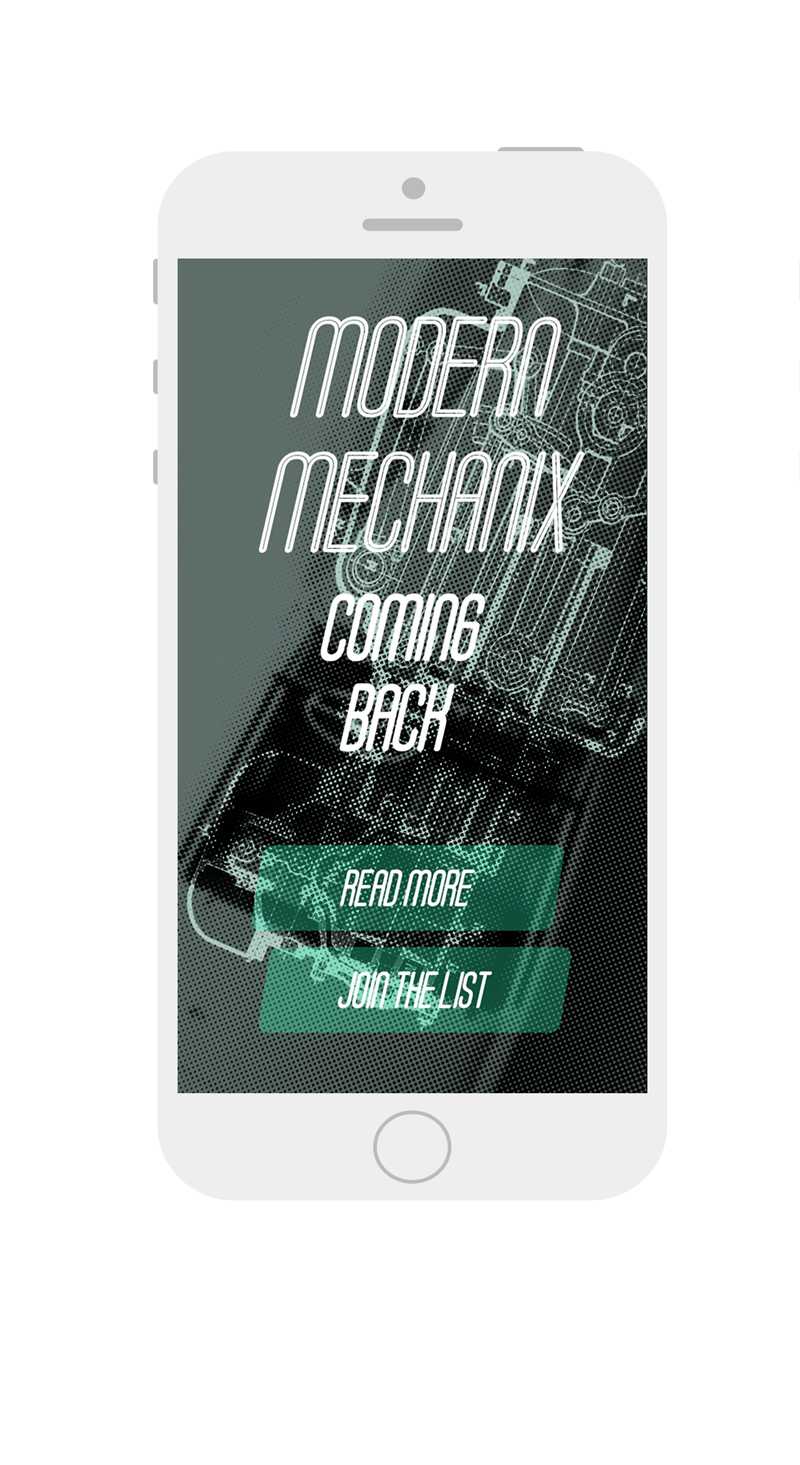 MODERN
MECHANIX
COMING
BACK
READ MORE
JOIN THE LIST